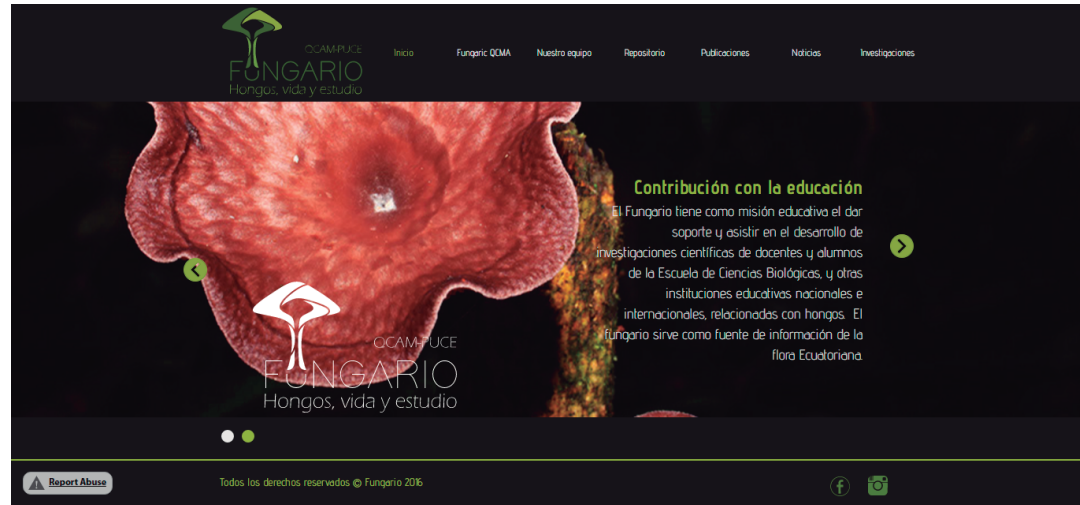 QCAM-PUCE
FUNGARIO
Hongos, vida y estudio
Inicio
Fungaric QCMA
Nuestro equipo
Repositorio
Publicaciones
Noticias
Investigaciones
Contribución con la educación
El Fungario tiene como misión educativa el dar
soporte y asistir en el desarrollo de
investigaciones científicas de docentes y alumnos
de la Escuela de Ciencias Biológicas, y otras
instituciones educativas nacionales e
internacionales, relacionadas con hongos. El
fungario sirve como fuente de información de la
flora Ecuatoriana.
QCAM-PUCE
FUNGARIO
Hongos, vida y estudio
Report Abuse
Todos los derechos reservados © Fungario 2016